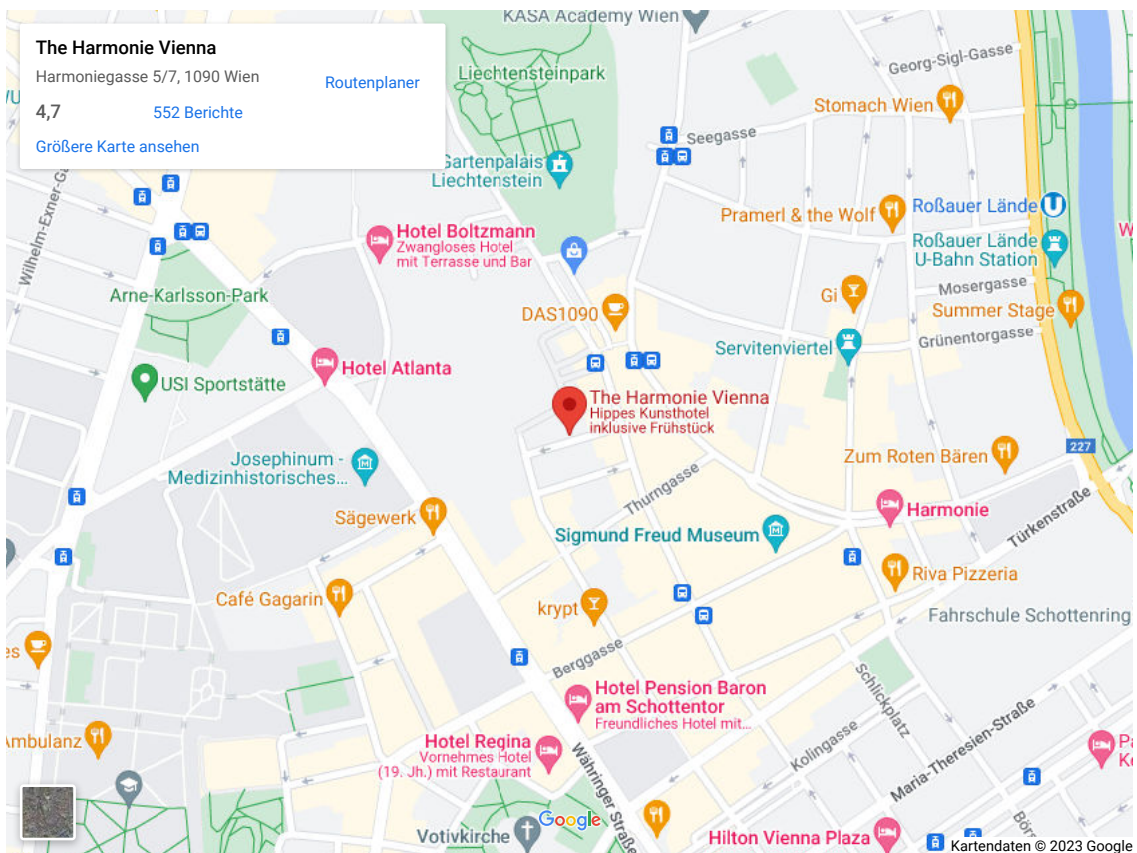 KASA Academy Wien
The Harmonie Vienna
Harmoniegasse 5/7, 1090 Wien
Routenplaner
4,7
552 Berichte
Größere Karte ansehen
Liechtensteinpark
Georg-Sigl-Gasse
Stomach Wien
Seegasse
Gartenpalais
Liechtenstein
Wilhelm-Exner-Ga
Pramerl & the Wolf
Roßauer Lände
U
Hotel Boltzmann
Zwangloses Hotel
mit Terrasse und Bar
Roßauer Lände
U-Bahn Station
Mosergasse
Arne-Karlsson-Park
Gi
Summer Stage
DAS1090
Grünentorgasse
Servitenviertel
Hotel Atlanta
USI Sportstätte
The Harmonie Vienna
Hippes Kunsthotel
inklusive Frühstück
227
Zum Roten Bären
Josephinum -
Medizinhistorisches...
Thurngasse
Harmonie
Türkenstraße
Sägewerk
Sigmund Freud Museum
Riva Pizzeria
Café Gagarin
krypt
Fahrschule Schottenring
es
Berggasse
Schlickplatz
Hotel Pension Baron
am Schottentor
Freundliches Hotel mit...
Maria-Theresien-Straße
Kolingasse
Ambulanz
Hotel Regina
Vornehmes Hotel
(19. Jh.) mit Restaurant
Währinger Straße
Google
Votivkirche
Hilton Vienna Plaza
Kartendaten © 2023 Google